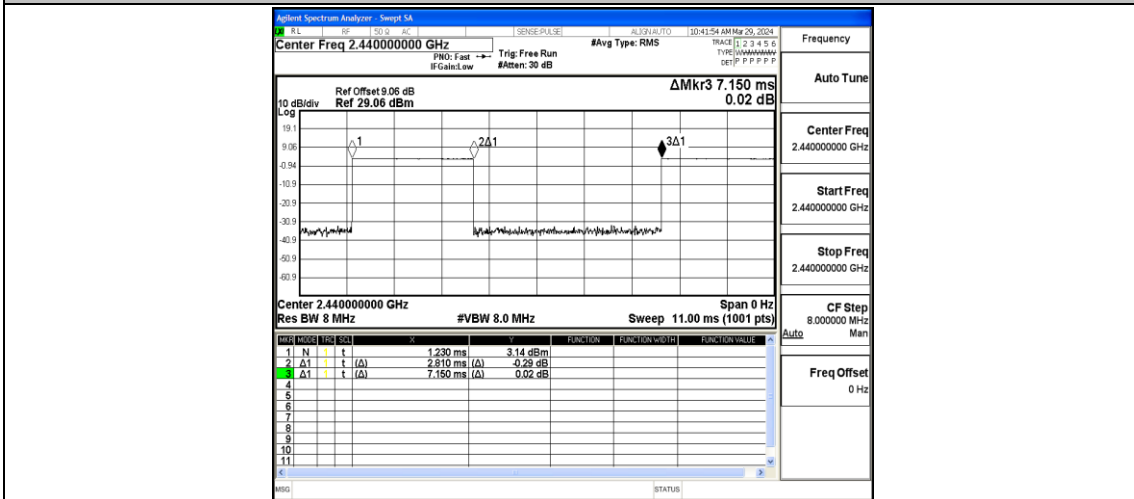 Agilent Spectrum Analyzer - Swept SA
RL RF 50 Ω AC SENSE:PULSE ALIGNAUTO 10:41:54 AM Mar 29, 2024
Center Freq 2.440000000 GHz #Avg Type: RMS TRACE 1 2 3 4 5 6
PNO: Fast Trig: Free Run TYPE WWWWWW
IFGain:Low #Atten: 30 dB DET P P P P P P
ΔMkr3 7.150 ms
0.02 dB
Ref Offset 9.06 dB
10 dB/div Ref 29.06 dBm
Log
19.1
9.06
-0.94
-10.9
-20.9
-30.9
-40.9
-50.9
-60.9
1
2Δ1
3Δ1
Center 2.440000000 GHz Span 0 Hz
Res BW 8 MHz #VBW 8.0 MHz Sweep 11.00 ms (1001 pts)
MKR MODE TRC SCL X Y FUNCTION FUNCTION WIDTH FUNCTION VALUE
1 N 1 t 1.230 ms 3.14 dBm
2 Δ1 1 t (Δ) 2.810 ms (Δ) -0.29 dB
3 Δ1 1 t (Δ) 7.150 ms (Δ) 0.02 dB
4
5
6
7
8
9
10
11
MSG STATUS
Frequency
Auto Tune
Center Freq
2.440000000 GHz
Start Freq
2.440000000 GHz
Stop Freq
2.440000000 GHz
CF Step
8.000000 MHz
Auto Man
Freq Offset
0 Hz